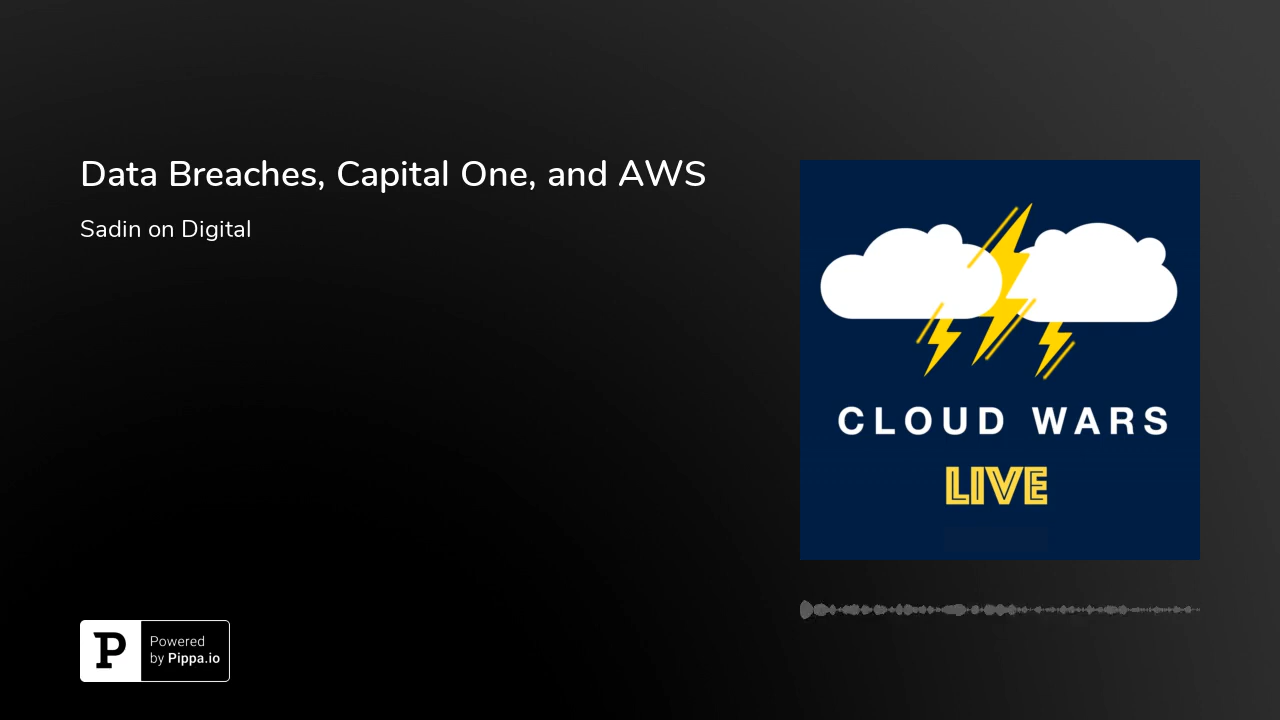 Data Breaches, Capital One, and AWS
Sadin on Digital
CLOUD WARS
LIVE
P
Powered
by Pippa.io